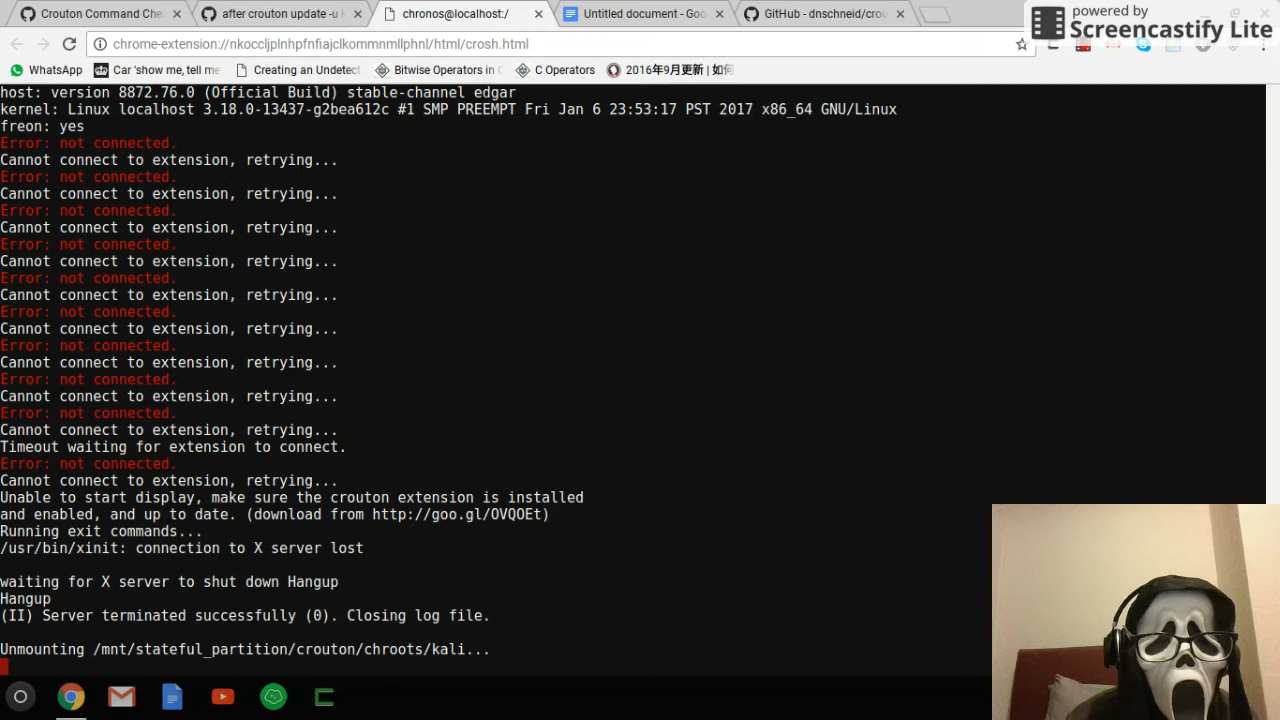 Crouton Command Che
after crouton update -u
chronos@localhost:/
Untitled document - Goo
GitHub - dnschneid/crou
powered by
Screencastify Lite
chrome-extension://nkoccljplnhpfnfiajclkommnmllphnl/html/crosh.html
WhatsApp
Car 'show me, tell me
Creating an Undetect
Bitwise Operators in C
C Operators
2016年9月更新 | 如何
host: version 8872.76.0 (Official Build) stable-channel edgar
kernel: Linux localhost 3.18.0-13437-g2bea612c #1 SMP PREEMPT Fri Jan 6 23:53:17 PST 2017 x86_64 GNU/Linux
freon: yes
Error: not connected.
Cannot connect to extension, retrying...
Error: not connected.
Cannot connect to extension, retrying...
Error: not connected.
Cannot connect to extension, retrying...
Error: not connected.
Cannot connect to extension, retrying...
Error: not connected.
Cannot connect to extension, retrying...
Error: not connected.
Cannot connect to extension, retrying...
Error: not connected.
Cannot connect to extension, retrying...
Error: not connected.
Cannot connect to extension, retrying...
Error: not connected.
Cannot connect to extension, retrying...
Timeout waiting for extension to connect.
Error: not connected.
Cannot connect to extension, retrying...
Unable to start display, make sure the crouton extension is installed
and enabled, and up to date. (download from http://goo.gl/OVQOEt)
Running exit commands...
/usr/bin/xinit: connection to X server lost
waiting for X server to shut down Hangup
Hangup
(II) Server terminated successfully (0). Closing log file.
Unmounting /mnt/stateful_partition/crouton/chroots/kali...